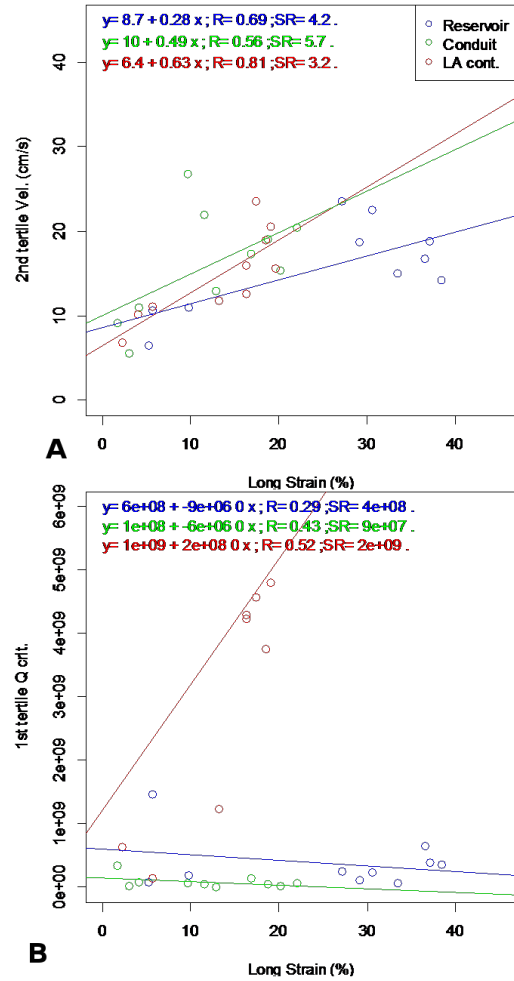 y= 8.7 + 0.28 x ; R= 0.69 ;SR= 4.2 .
y= 10 + 0.49 x ; R= 0.56 ;SR= 5.7 .
y= 6.4 + 0.63 x ; R= 0.81 ;SR= 3.2 .
Reservoir
Conduit
LA cont.
2nd tertile Vel. (cm/s)
40
30
20
10
0
0 10 20 30 40
Long Strain (%)
A
y= 6e+08 + -9e+06 0 x ; R= 0.29 ;SR= 4e+08 .
y= 1e+08 + -6e+06 0 x ; R= 0.43 ;SR= 9e+07 .
y= 1e+09 + 2e+08 0 x ; R= 0.52 ;SR= 2e+09 .
1st tertile Q crit.
6e+09
5e+09
4e+09
3e+09
2e+09
1e+09
0e+00
0 10 20 30 40
Long Strain (%)
B